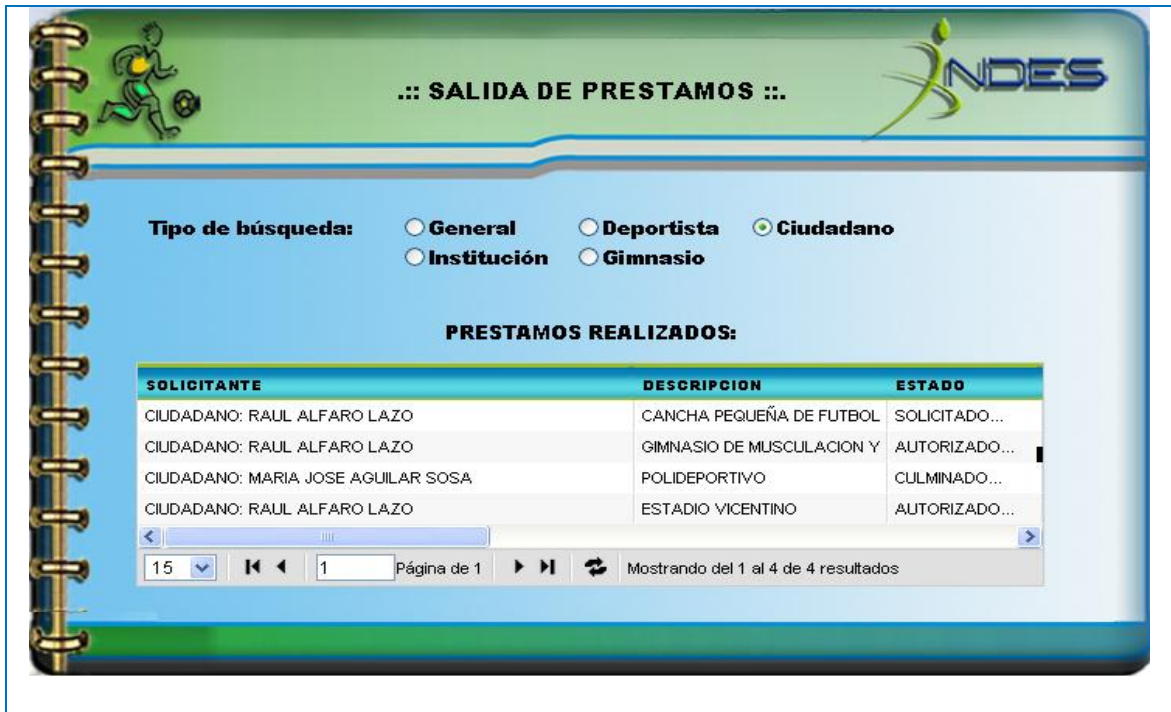 .:: SALIDA DE PRESTAMOS ::.
INDES
Tipo de búsqueda: General Deportista Ciudadano
Institución Gimnasio
PRESTAMOS REALIZADOS:
SOLICITANTE DESCRIPCION ESTADO
CIUDADANO: RAUL ALFARO LAZO CANCHA PEQUEÑA DE FUTBOL SOLICITADO...
CIUDADANO: RAUL ALFARO LAZO GIMNASIO DE MUSCULACION Y AUTORIZADO...
CIUDADANO: MARIA JOSE AGUILAR SOSA POLIDEPORTIVO CULMINADO...
CIUDADANO: RAUL ALFARO LAZO ESTADIO VICENTINO AUTORIZADO...
15 1 Página de 1 Mostrando del 1 al 4 de 4 resultados